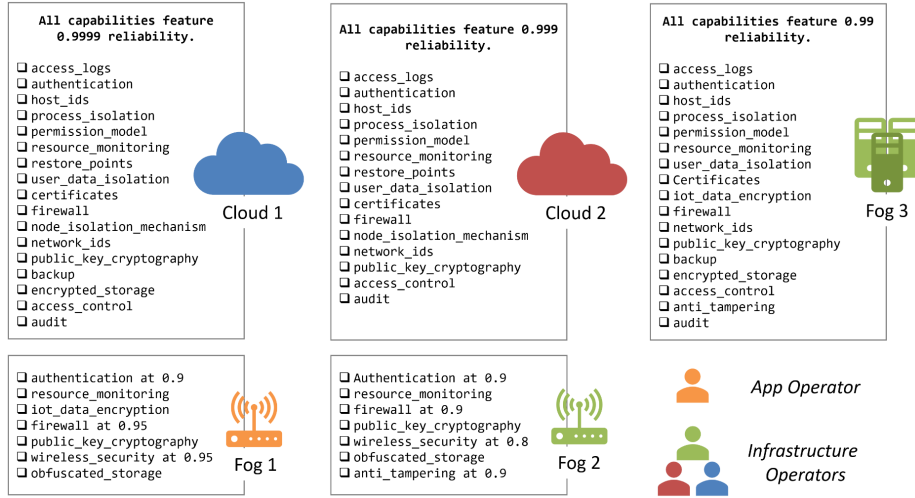 All capabilities feature
0.9999 reliability.
❑ access_logs
❑ authentication
❑ host_ids
❑ process_isolation
❑ permission_model
❑ resource_monitoring
❑ restore_points
❑ user_data_isolation
❑ certificates
❑ firewall
❑ node_isolation_mechanism
❑ network_ids
❑ public_key_cryptography
❑ backup
❑ encrypted_storage
❑ access_control
❑ audit
Cloud 1
All capabilities feature 0.999
reliability.
❑ access_logs
❑ authentication
❑ host_ids
❑ process_isolation
❑ permission_model
❑ resource_monitoring
❑ restore_points
❑ user_data_isolation
❑ certificates
❑ firewall
❑ node_isolation_mechanism
❑ network_ids
❑ public_key_cryptography
❑ access_control
❑ audit
Cloud 2
All capabilities feature 0.99
reliability.
❑ access_logs
❑ authentication
❑ host_ids
❑ process_isolation
❑ permission_model
❑ resource_monitoring
❑ user_data_isolation
❑ Certificates
❑ iot_data_encryption
❑ firewall
❑ network_ids
❑ public_key_cryptography
❑ backup
❑ encrypted_storage
❑ access_control
❑ anti_tampering
❑ audit
Fog 3
❑ authentication at 0.9
❑ resource_monitoring
❑ iot_data_encryption
❑ firewall at 0.95
❑ public_key_cryptography
❑ wireless_security at 0.95
❑ obfuscated_storage
Fog 1
❑ Authentication at 0.9
❑ resource_monitoring
❑ firewall at 0.9
❑ public_key_cryptography
❑ wireless_security at 0.8
❑ obfuscated_storage
❑ anti_tampering at 0.9
Fog 2
App Operator
Infrastructure
Operators